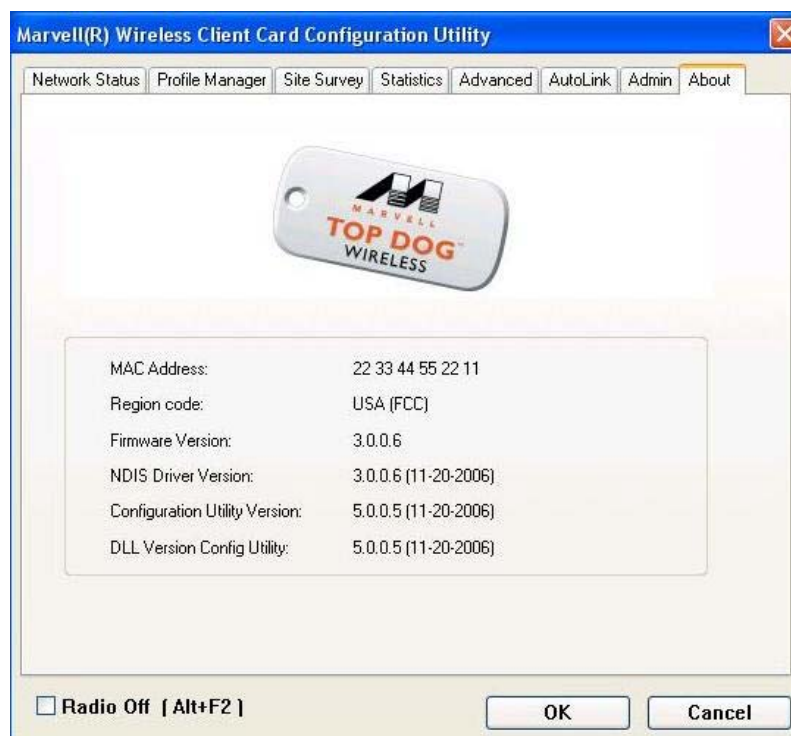 Marvell(R) Wireless Client Card Configuration Utility
Network Status Profile Manager Site Survey Statistics Advanced AutoLink Admin About
MARVELL
TOP DOG™
WIRELESS
MAC Address: 22 33 44 55 22 11
Region code: USA (FCC)
Firmware Version: 3.0.0.6
NDIS Driver Version: 3.0.0.6 (11-20-2006)
Configuration Utility Version: 5.0.0.5 (11-20-2006)
DLL Version Config Utility: 5.0.0.5 (11-20-2006)
Radio Off ( Alt+F2 ) OK Cancel